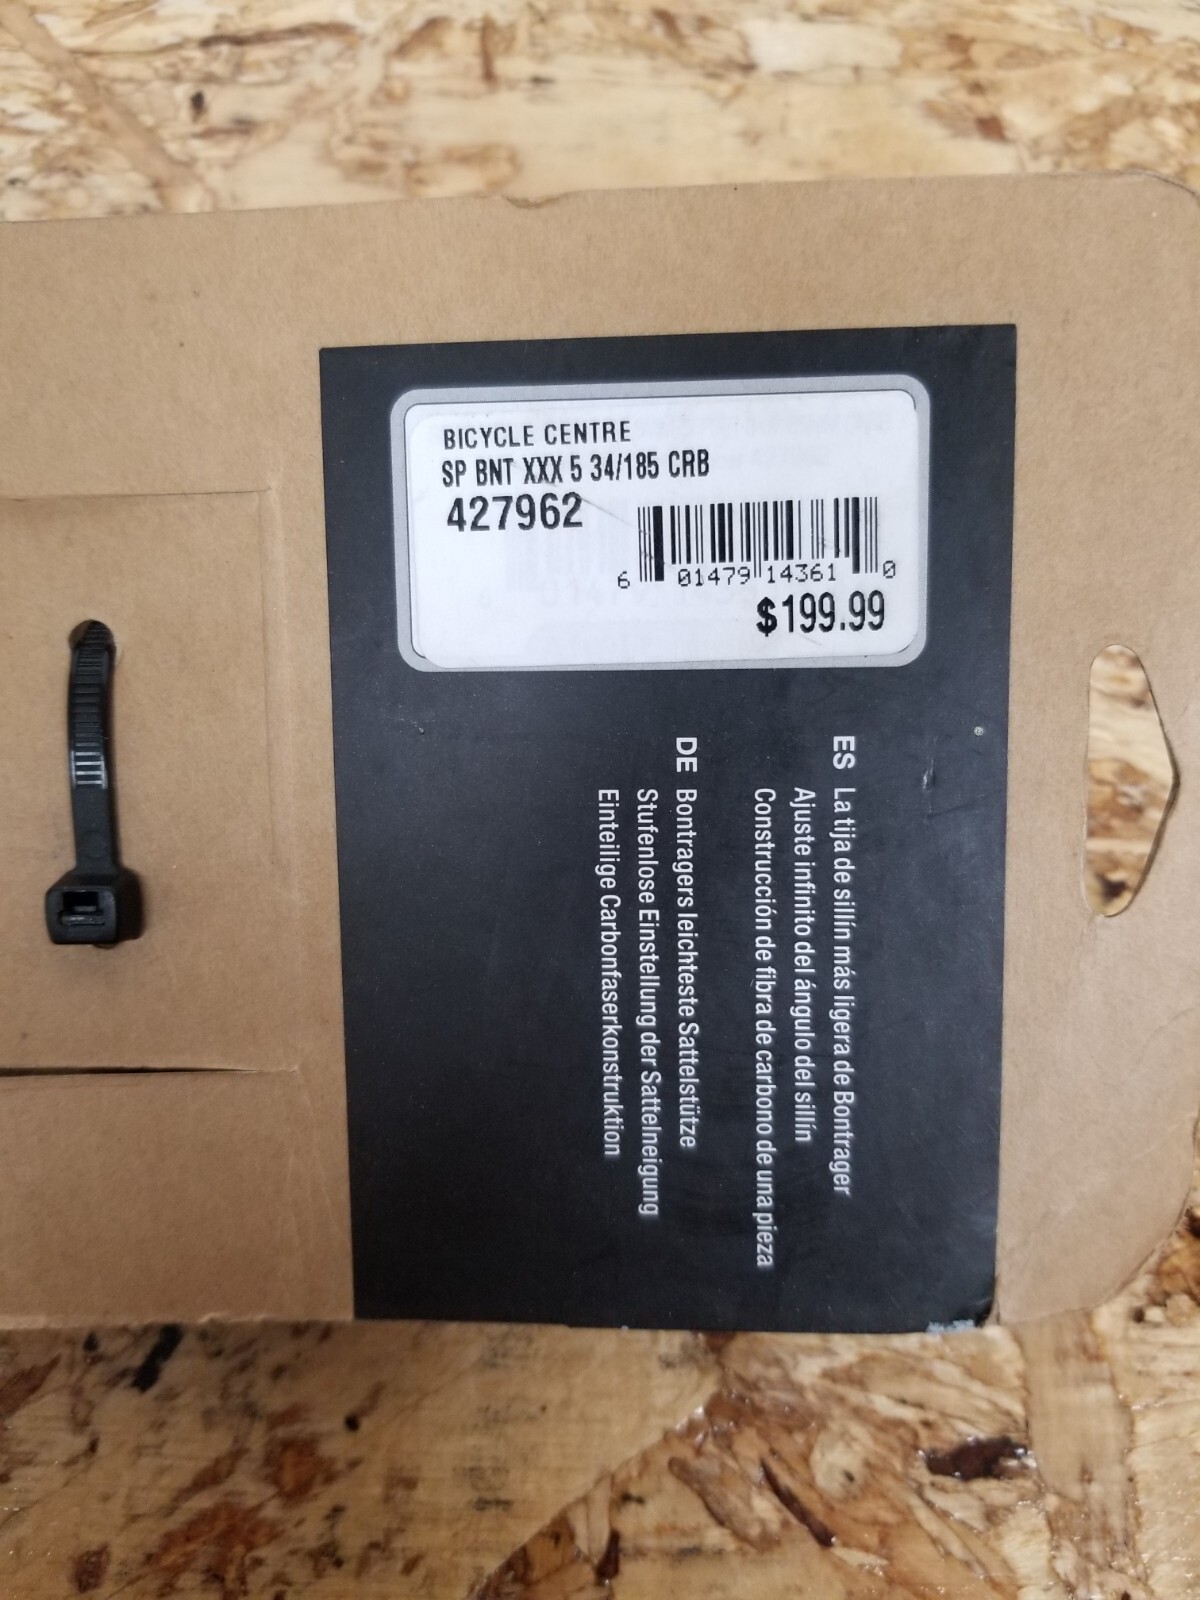 BICYCLE CENTRE
SP BNT XXX 5 34/185 CRB
427962
6 01479 14361 0
$199.99
ES La tija de sillín más ligera de Bontrager
Ajuste infinito del ángulo del sillín
Construcción de fibra de carbono de una pieza
DE Bontragers leichteste Sattelstütze
Stufenlose Einstellung der Sattelneigung
Einteilige Carbonfaserkonstruktion